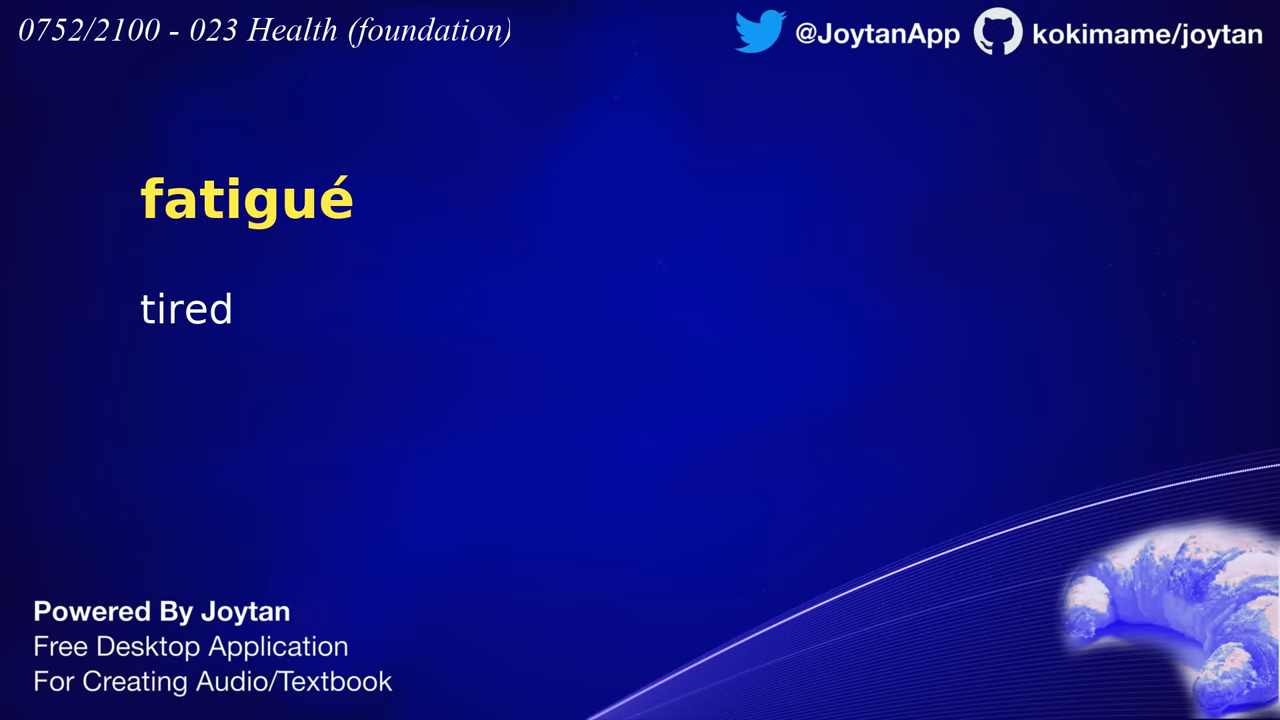 0752/2100 - 023 Health (foundation)
@JoytanApp
kokimame/joytan
fatigué
tired
Powered By Joytan
Free Desktop Application
For Creating Audio/Textbook